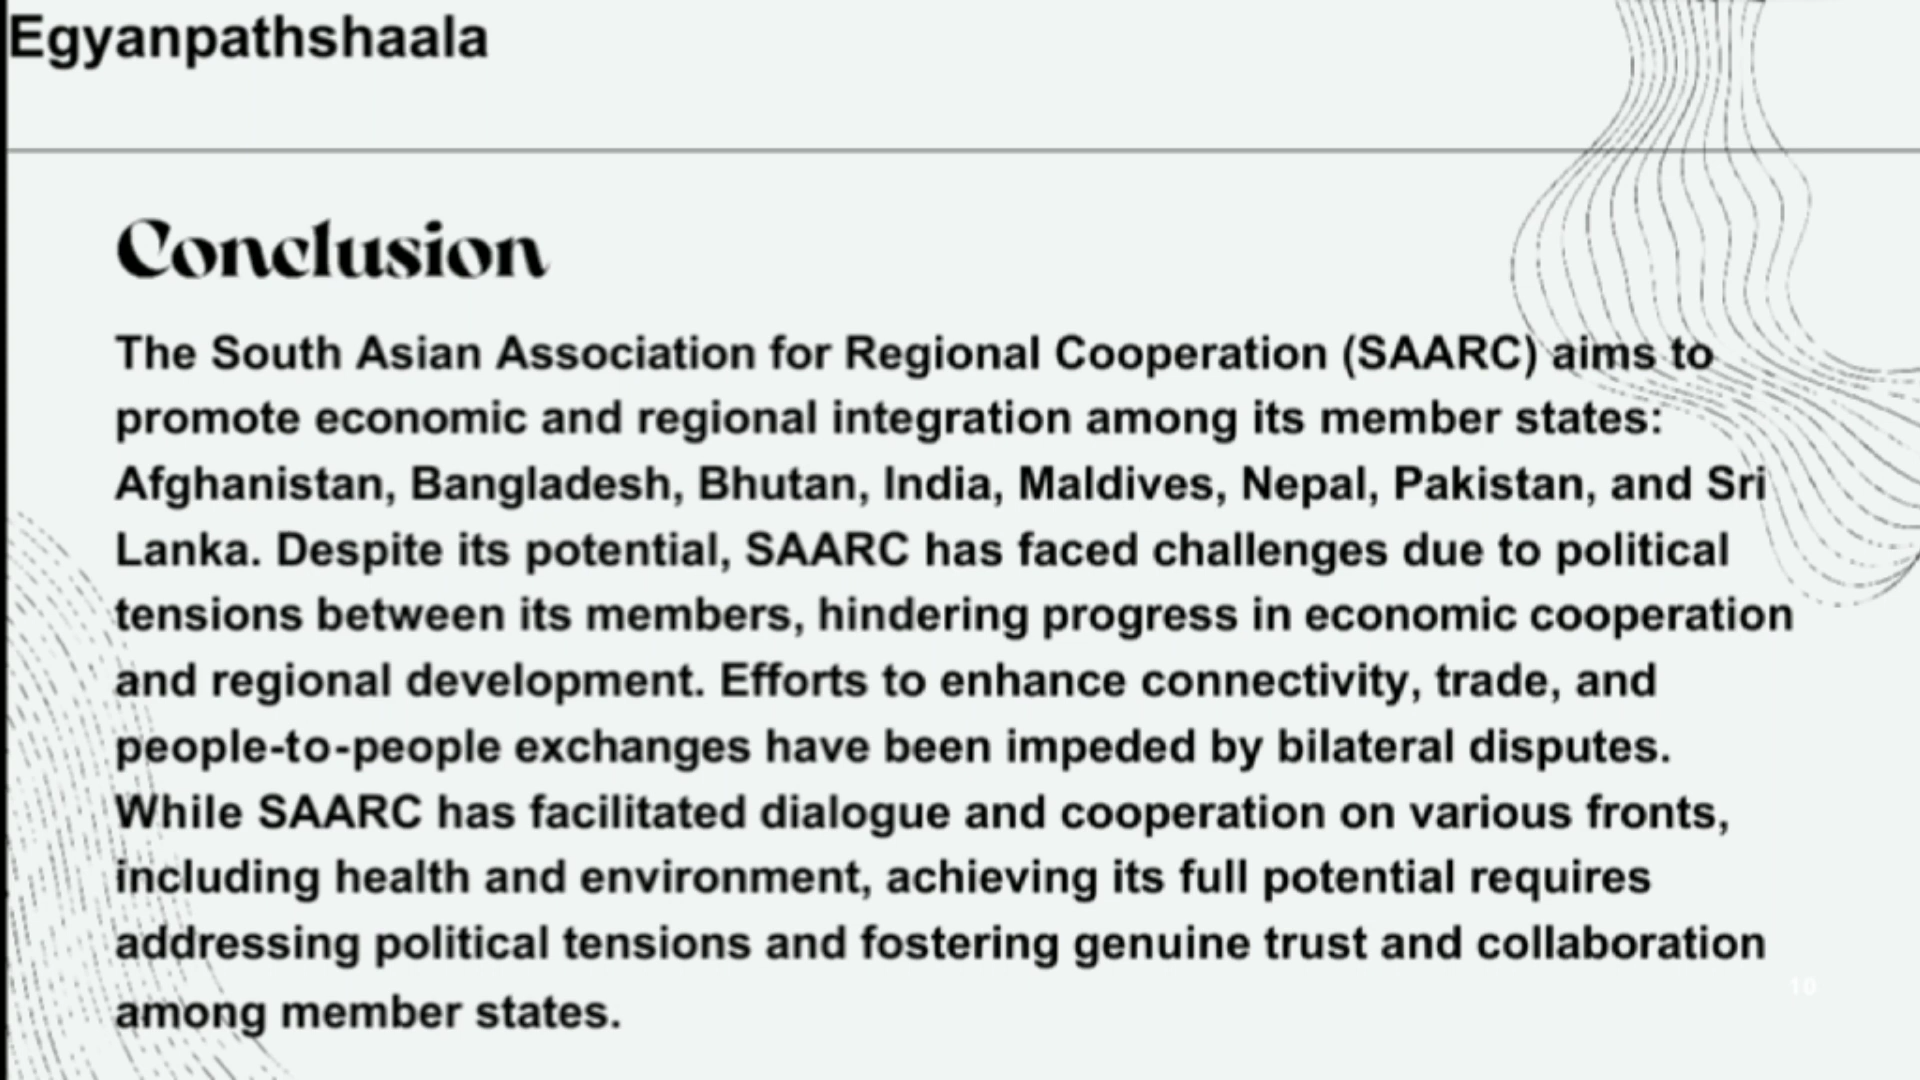 Egyanpathshaala
Conclusion
The South Asian Association for Regional Cooperation (SAARC) aims to
promote economic and regional integration among its member states:
Afghanistan, Bangladesh, Bhutan, India, Maldives, Nepal, Pakistan, and Sri
Lanka. Despite its potential, SAARC has faced challenges due to political
tensions between its members, hindering progress in economic cooperation
and regional development. Efforts to enhance connectivity, trade, and
people-to-people exchanges have been impeded by bilateral disputes.
While SAARC has facilitated dialogue and cooperation on various fronts,
including health and environment, achieving its full potential requires
addressing political tensions and fostering genuine trust and collaboration
10
among member states.